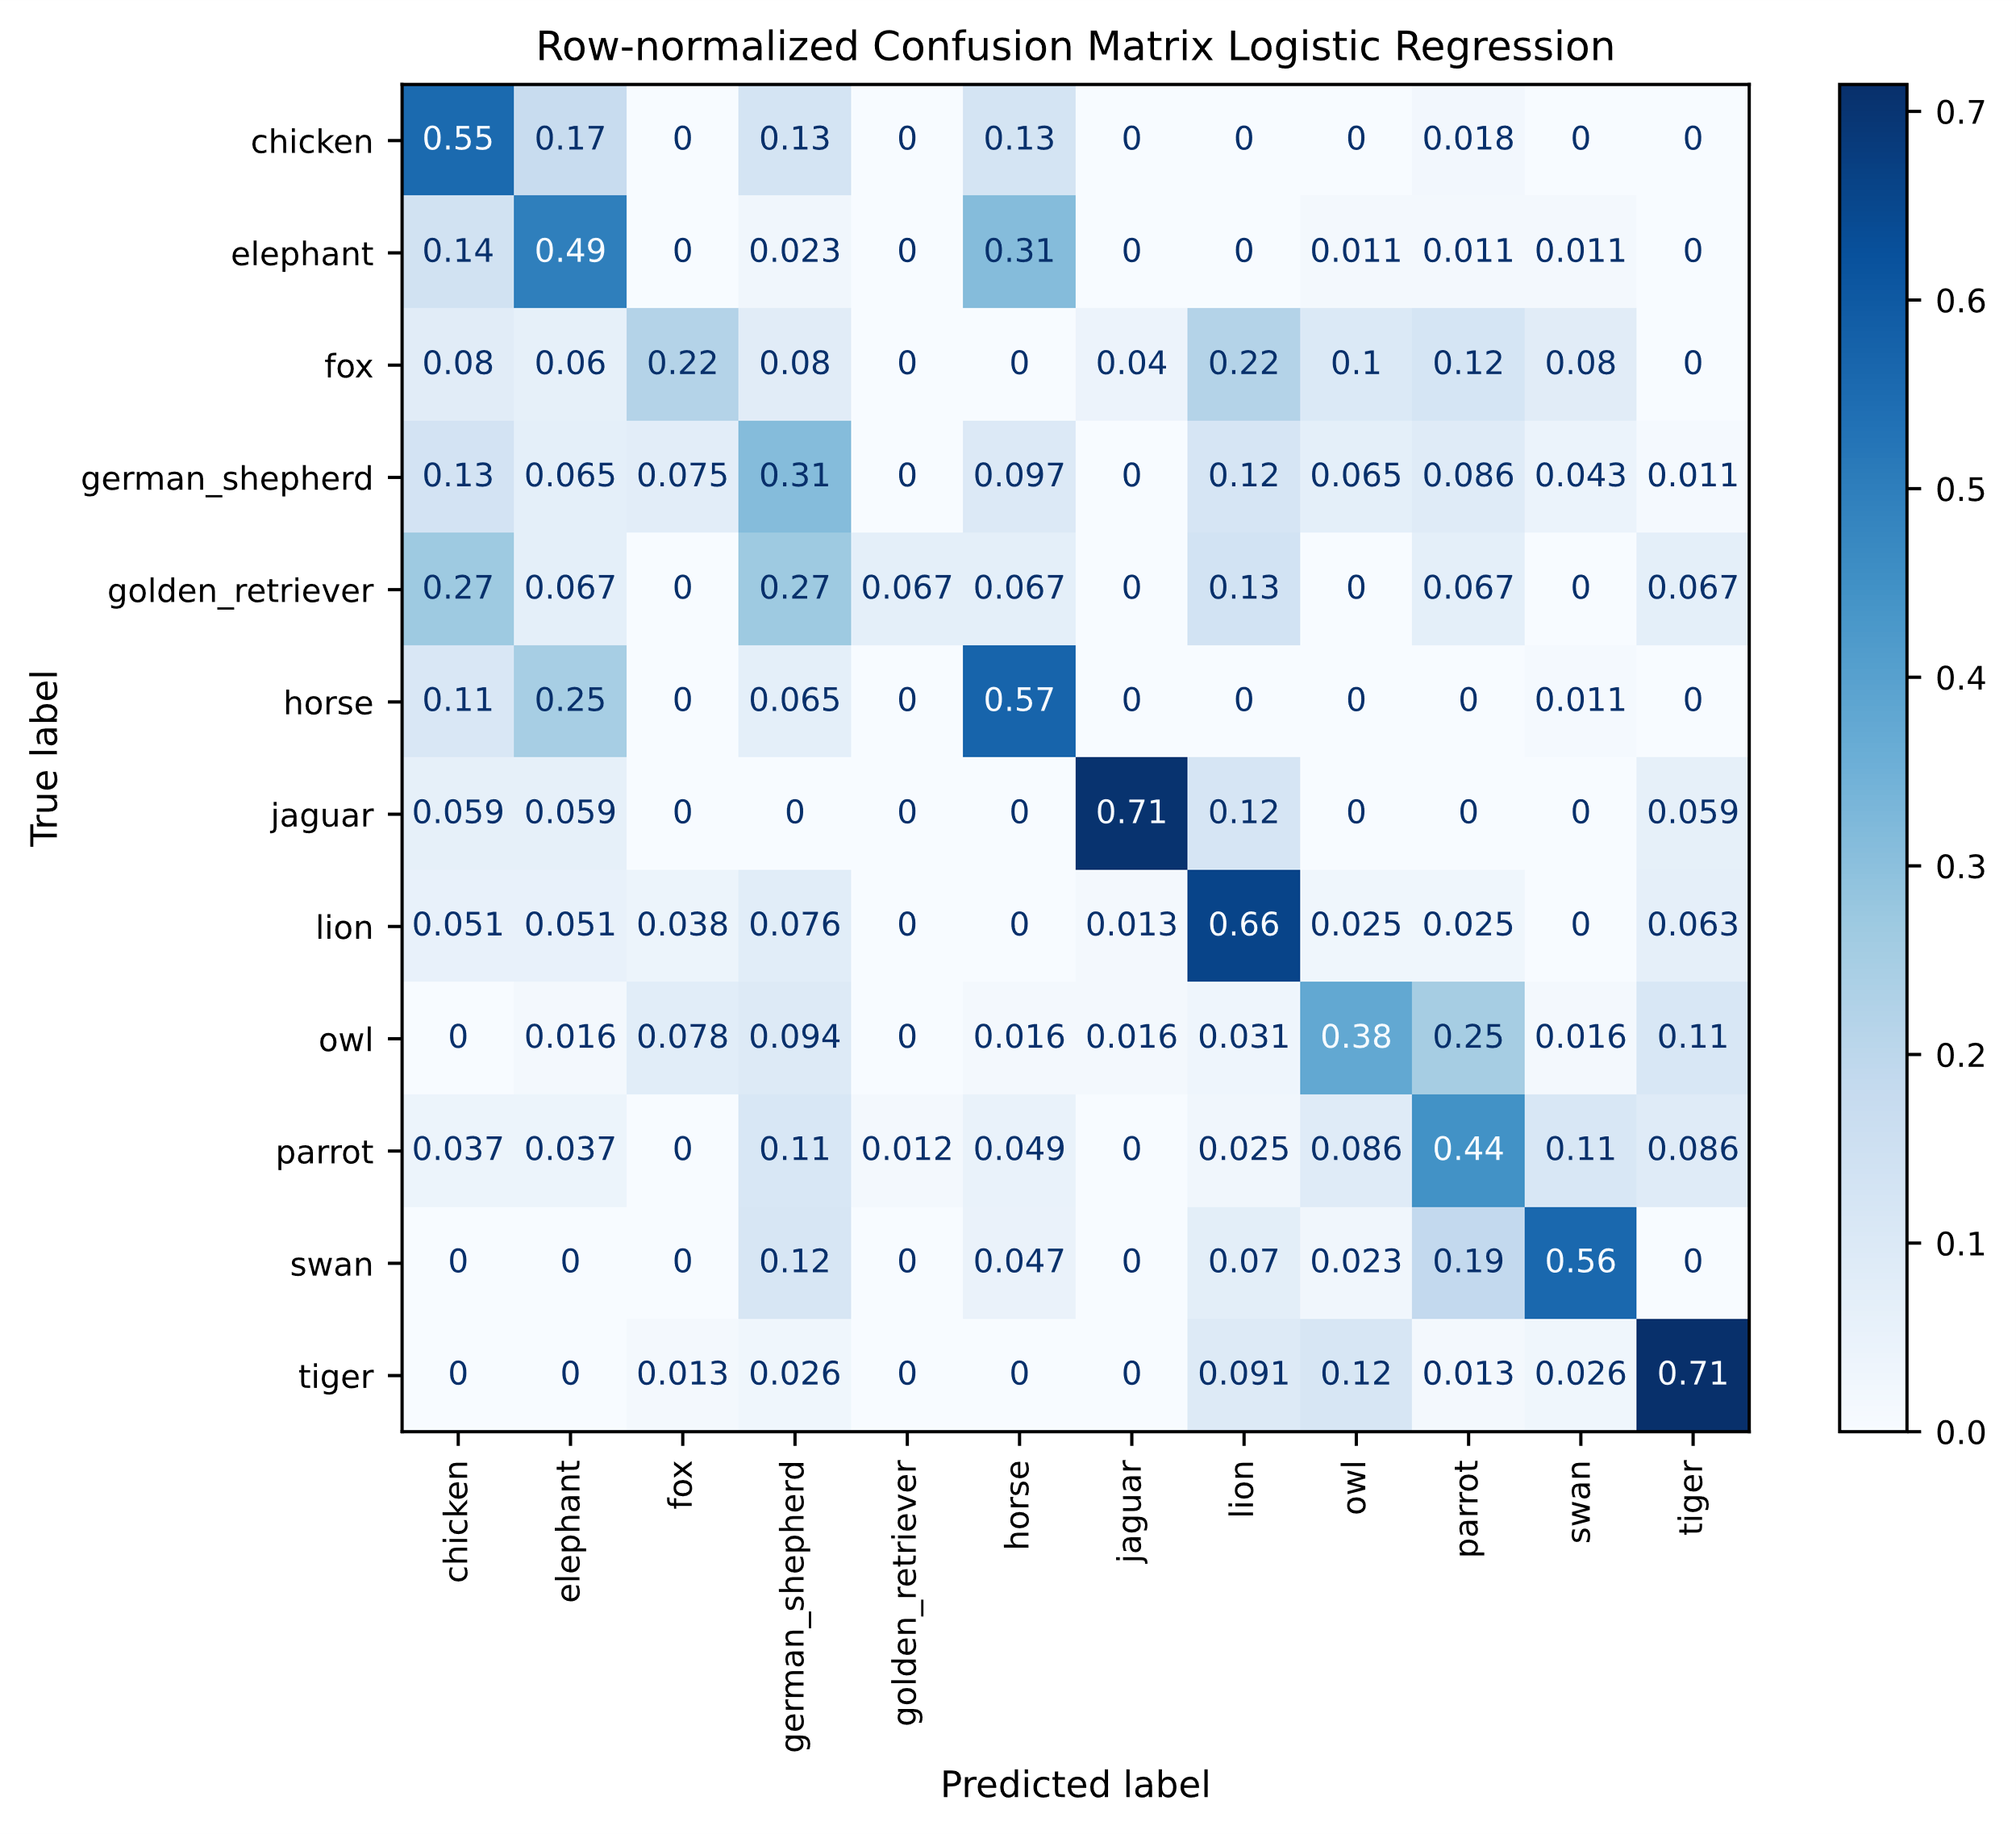 Row-normalized Confusion Matrix Logistic Regression
chicken 0.55 0.17 0 0.13 0 0.13 0 0 0 0.018 0 0
elephant 0.14 0.49 0 0.023 0 0.31 0 0 0.011 0.011 0.011 0
fox 0.08 0.06 0.22 0.08 0 0 0.04 0.22 0.1 0.12 0.08 0
german_shepherd 0.13 0.065 0.075 0.31 0 0.097 0 0.12 0.065 0.086 0.043 0.011
golden_retriever 0.27 0.067 0 0.27 0.067 0.067 0 0.13 0 0.067 0 0.067
horse 0.11 0.25 0 0.065 0 0.57 0 0 0 0 0.011 0
jaguar 0.059 0.059 0 0 0 0 0.71 0.12 0 0 0 0.059
lion 0.051 0.051 0.038 0.076 0 0 0.013 0.66 0.025 0.025 0 0.063
owl 0 0.016 0.078 0.094 0 0.016 0.016 0.031 0.38 0.25 0.016 0.11
parrot 0.037 0.037 0 0.11 0.012 0.049 0 0.025 0.086 0.44 0.11 0.086
swan 0 0 0 0.12 0 0.047 0 0.07 0.023 0.19 0.56 0
tiger 0 0 0.013 0.026 0 0 0 0.091 0.12 0.013 0.026 0.71
True label
chicken
elephant
fox
german_shepherd
golden_retriever
horse
jaguar
lion
owl
parrot
swan
tiger
Predicted label
0.7
0.6
0.5
0.4
0.3
0.2
0.1
0.0